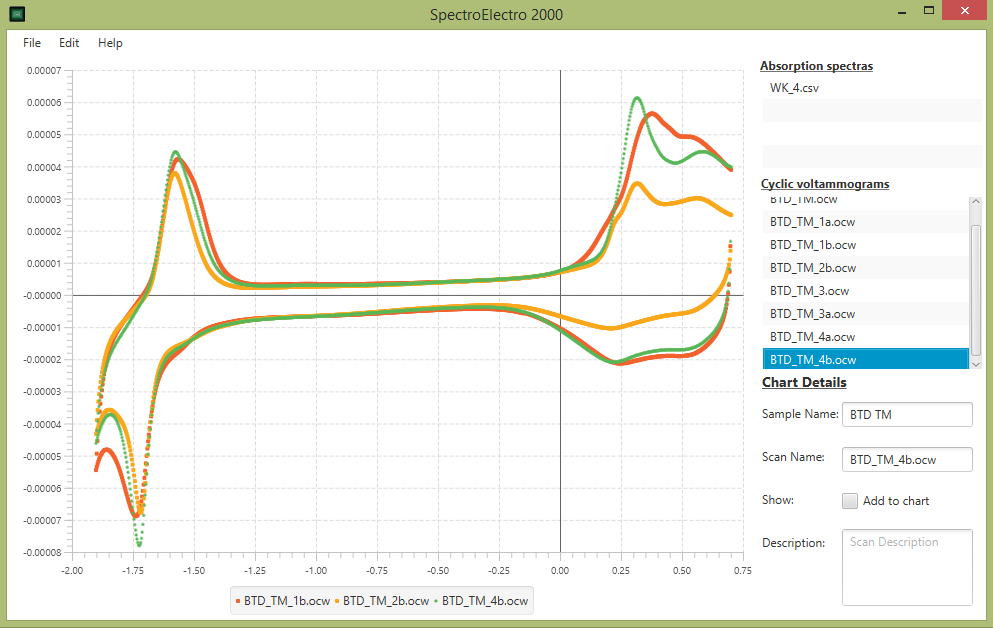 SpectroElectro 2000
File Edit Help
0.00007
0.00006
0.00005
0.00004
0.00003
0.00002
0.00001
-0.00000
-0.00001
-0.00002
-0.00003
-0.00004
-0.00005
-0.00006
-0.00007
-0.00008
-2.00 -1.75 -1.50 -1.25 -1.00 -0.75 -0.50 -0.25 0.00 0.25 0.50 0.75
BTD_TM_1b.ocw BTD_TM_2b.ocw BTD_TM_4b.ocw
Absorption spectras
WK_4.csv
Cyclic voltammograms
BTD_TM.ocw
BTD_TM_1a.ocw
BTD_TM_1b.ocw
BTD_TM_2b.ocw
BTD_TM_3.ocw
BTD_TM_3a.ocw
BTD_TM_4a.ocw
BTD_TM_4b.ocw
Chart Details
Sample Name: BTD TM
Scan Name: BTD_TM_4b.ocw
Show: Add to chart
Description: Scan Description